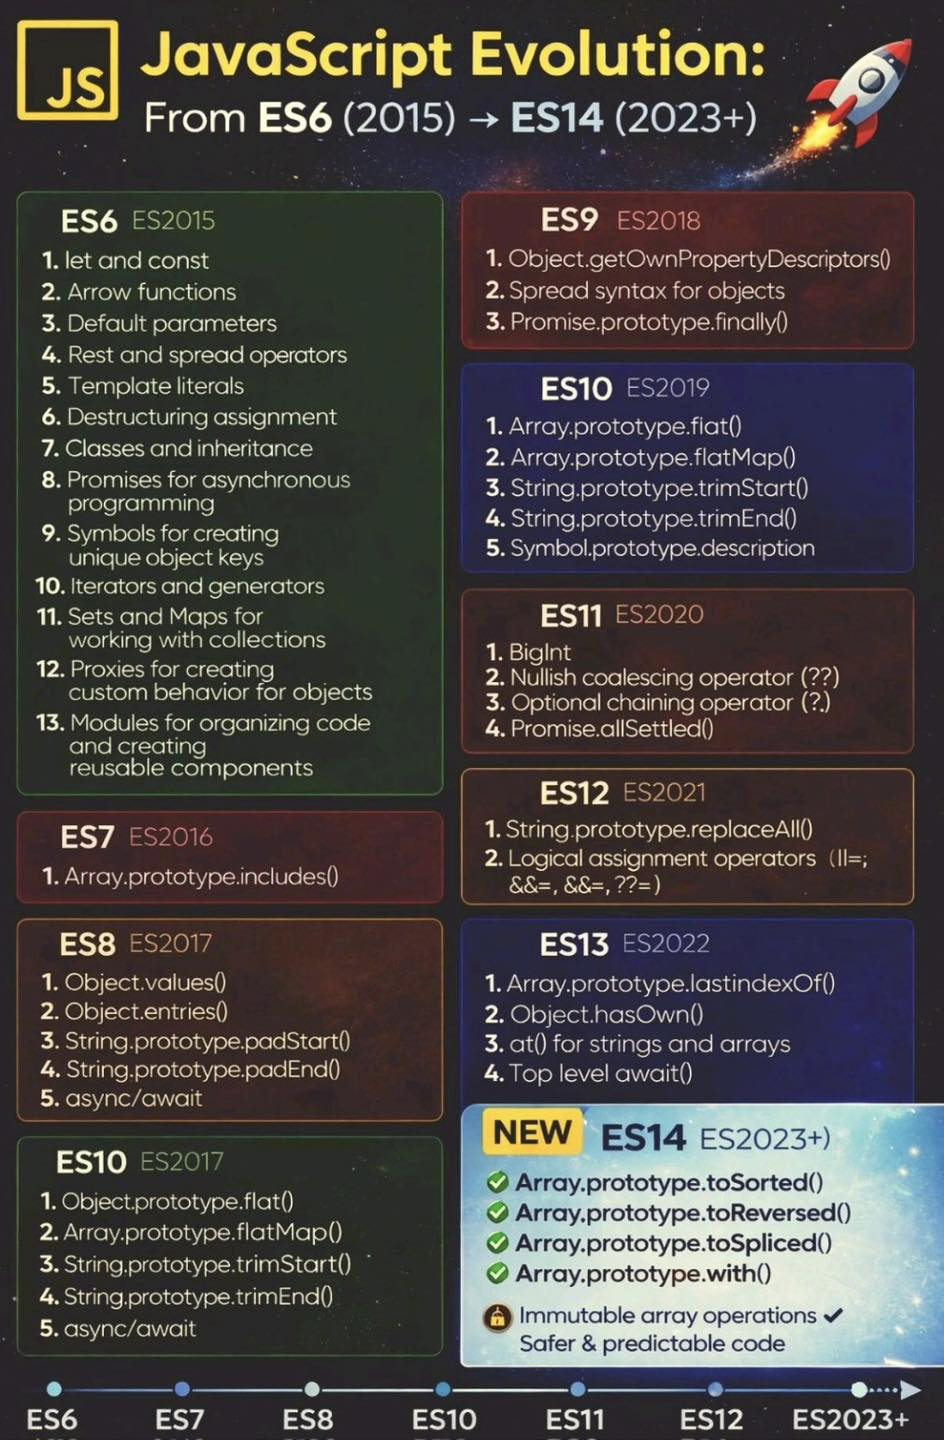 JS
JavaScript Evolution:
From ES6 (2015) → ES14 (2023+)
ES6 ES2015
1. let and const
2. Arrow functions
3. Default parameters
4. Rest and spread operators
5. Template literals
6. Destructuring assignment
7. Classes and inheritance
8. Promises for asynchronous
programming
9. Symbols for creating
unique object keys
10. Iterators and generators
11. Sets and Maps for
working with collections
12. Proxies for creating
custom behavior for objects
13. Modules for organizing code
and creating
reusable components
ES7 ES2016
1. Array.prototype.includes()
ES8 ES2017
1. Object.values()
2. Object.entries()
3. String.prototype.padStart()
4. String.prototype.padEnd()
5. async/await
ES10 ES2017
1. Object.prototype.flat()
2. Array.prototype.flatMap()
3. String.prototype.trimStart()
4. String.prototype.trimEnd()
5. async/await
ES9 ES2018
1. Object.getOwnPropertyDescriptors()
2. Spread syntax for objects
3. Promise.prototype.finally()
ES10 ES2019
1. Array.prototype.flat()
2. Array.prototype.flatMap()
3. String.prototype.trimStart()
4. String.prototype.trimEnd()
5. Symbol.prototype.description
ES11 ES2020
1. BigInt
2. Nullish coalescing operator (??)
3. Optional chaining operator (?.)
4. Promise.allSettled()
ES12 ES2021
1. String.prototype.replaceAll()
2. Logical assignment operators (ll=;
&&=, &&=, ??=)
ES13 ES2022
1. Array.prototype.lastindexOf()
2. Object.hasOwn()
3. at() for strings and arrays
4. Top level await()
NEW ES14 ES2023+)
Array.prototype.toSorted()
Array.prototype.toReversed()
Array.prototype.toSpliced()
Array.prototype.with()
Immutable array operations ✔
Safer & predictable code
ES6 ES7 ES8 ES10 ES11 ES12 ES2023+